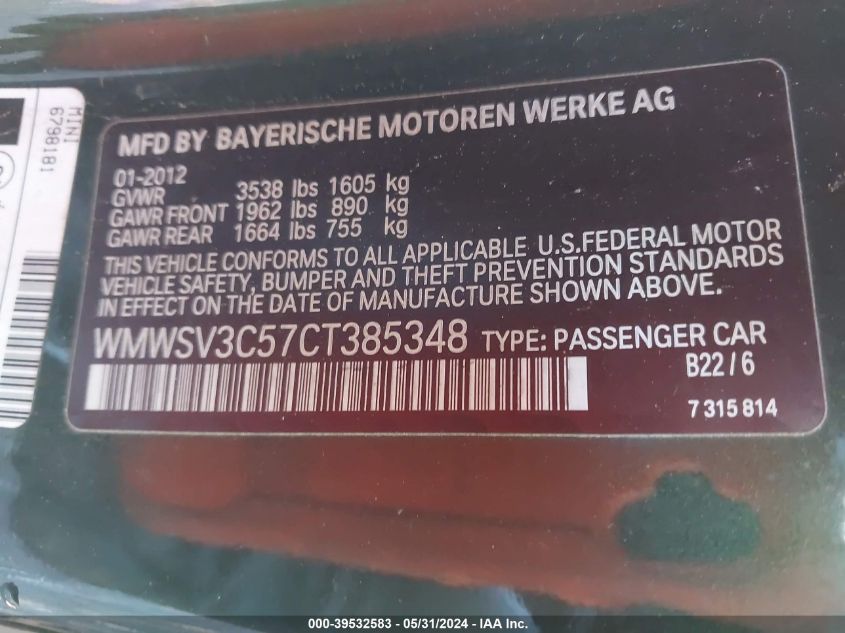 MINI
6798181
MFD BY BAYERISCHE MOTOREN WERKE AG
01-2012
GVWR 3538 lbs 1605 kg
GAWR FRONT 1962 lbs 890 kg
GAWR REAR 1664 lbs 755 kg
THIS VEHICLE CONFORMS TO ALL APPLICABLE U.S.FEDERAL MOTOR
VEHICLE SAFETY, BUMPER AND THEFT PREVENTION STANDARDS
IN EFFECT ON THE DATE OF MANUFACTURE SHOWN ABOVE.
WMWSV3C57CT385348 TYPE: PASSENGER CAR
B22/6
7 315 814
000-39532583 - 05/31/2024 - IAA Inc.